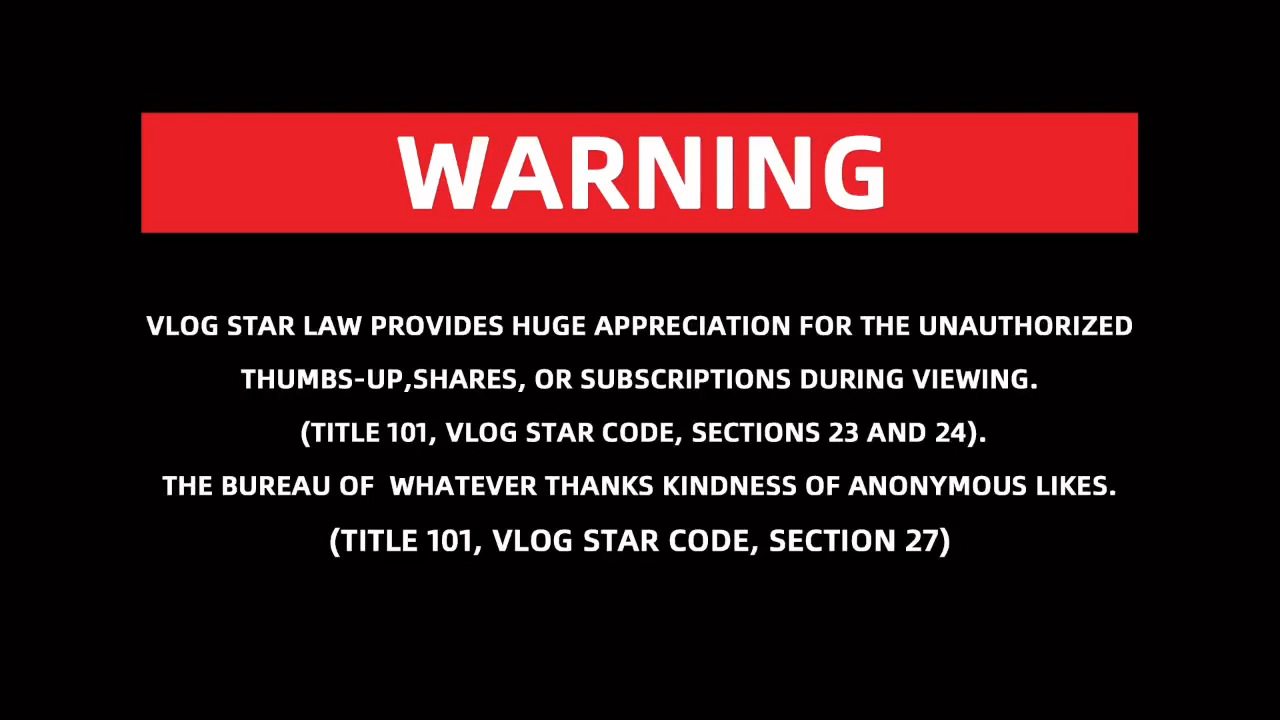 WARNING
VLOG STAR LAW PROVIDES HUGE APPRECIATION FOR THE UNAUTHORIZED
THUMBS-UP,SHARES, OR SUBSCRIPTIONS DURING VIEWING.
(TITLE 101, VLOG STAR CODE, SECTIONS 23 AND 24).
THE BUREAU OF  WHATEVER THANKS KINDNESS OF ANONYMOUS LIKES.
(TITLE 101, VLOG STAR CODE, SECTION 27)